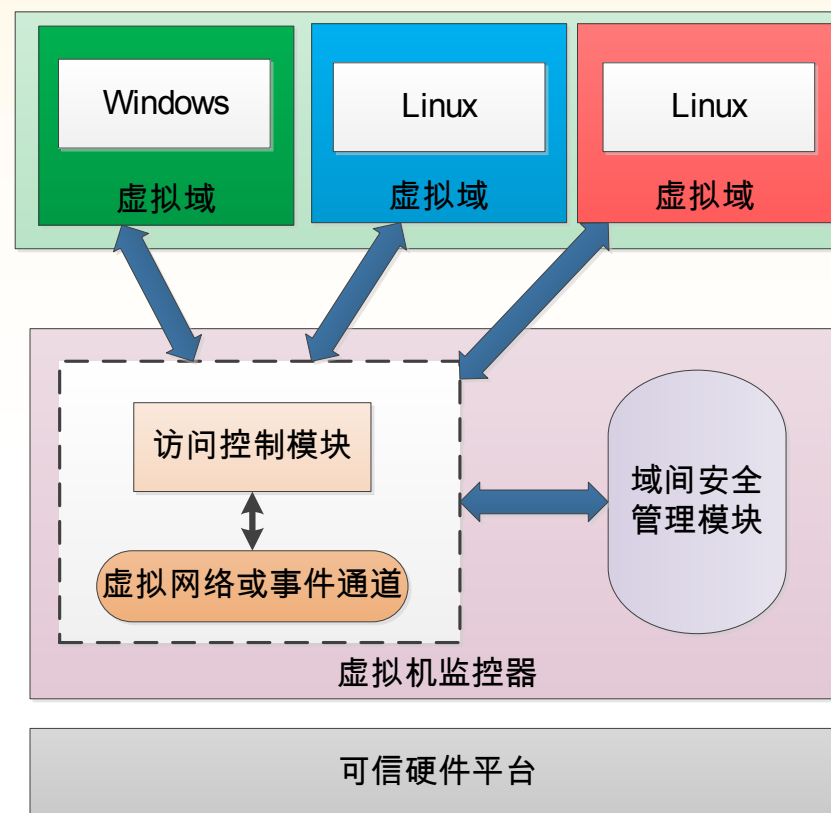 Windows
Linux
Linux
虚拟域
虚拟域
虚拟域
访问控制模块
虚拟网络或事件通道
域间安全
管理模块
虚拟机监控器
可信硬件平台